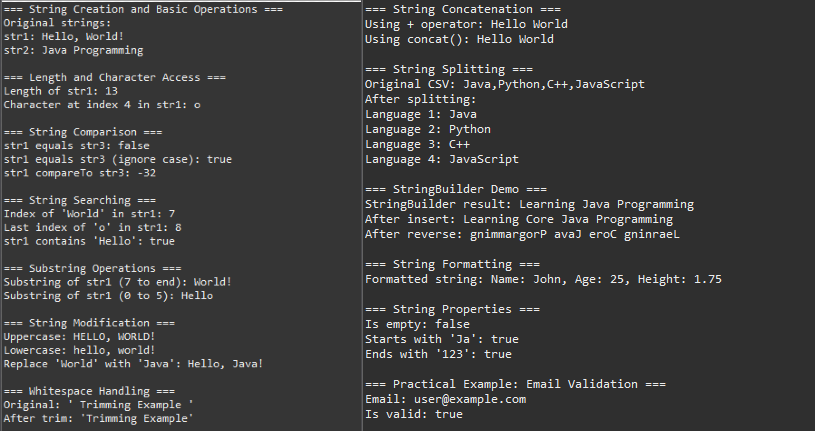 === String Creation and Basic Operations ===
Original strings:
str1: Hello, World!
str2: Java Programming
=== Length and Character Access ===
Length of str1: 13
Character at index 4 in str1: o
=== String Comparison ===
str1 equals str3: false
str1 equals str3 (ignore case): true
str1 compareTo str3: -32
=== String Searching ===
Index of 'World' in str1: 7
Last index of 'o' in str1: 8
str1 contains 'Hello': true
=== Substring Operations ===
Substring of str1 (7 to end): World!
Substring of str1 (0 to 5): Hello
=== String Modification ===
Uppercase: HELLO, WORLD!
Lowercase: hello, world!
Replace 'World' with 'Java': Hello, Java!
=== Whitespace Handling ===
Original: ' Trimming Example '
After trim: 'Trimming Example'
=== String Concatenation ===
Using + operator: Hello World
Using concat(): Hello World
=== String Splitting ===
Original CSV: Java,Python,C++,JavaScript
After splitting:
Language 1: Java
Language 2: Python
Language 3: C++
Language 4: JavaScript
=== StringBuilder Demo ===
StringBuilder result: Learning Java Programming
After insert: Learning Core Java Programming
After reverse: gnimmargorP avaJ eroC gninraeL
=== String Formatting ===
Formatted string: Name: John, Age: 25, Height: 1.75
=== String Properties ===
Is empty: false
Starts with 'Ja': true
Ends with '123': true
=== Practical Example: Email Validation ===
Email: user@example.com
Is valid: true